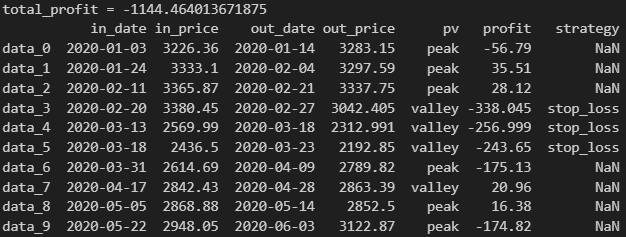 total_profit = -1144.464013671875
in_date in_price out_date out_price pv profit strategy
data_0 2020-01-03 3226.36 2020-01-14 3283.15 peak -56.79 NaN
data_1 2020-01-24 3333.1 2020-02-04 3297.59 peak 35.51 NaN
data_2 2020-02-11 3365.87 2020-02-21 3337.75 peak 28.12 NaN
data_3 2020-02-20 3380.45 2020-02-27 3042.405 valley -338.045 stop_loss
data_4 2020-03-13 2569.99 2020-03-18 2312.991 valley -256.999 stop_loss
data_5 2020-03-18 2436.5 2020-03-23 2192.85 valley -243.65 stop_loss
data_6 2020-03-31 2614.69 2020-04-09 2789.82 peak -175.13 NaN
data_7 2020-04-17 2842.43 2020-04-28 2863.39 valley 20.96 NaN
data_8 2020-05-05 2868.88 2020-05-14 2852.5 peak 16.38 NaN
data_9 2020-05-22 2948.05 2020-06-03 3122.87 peak -174.82 NaN